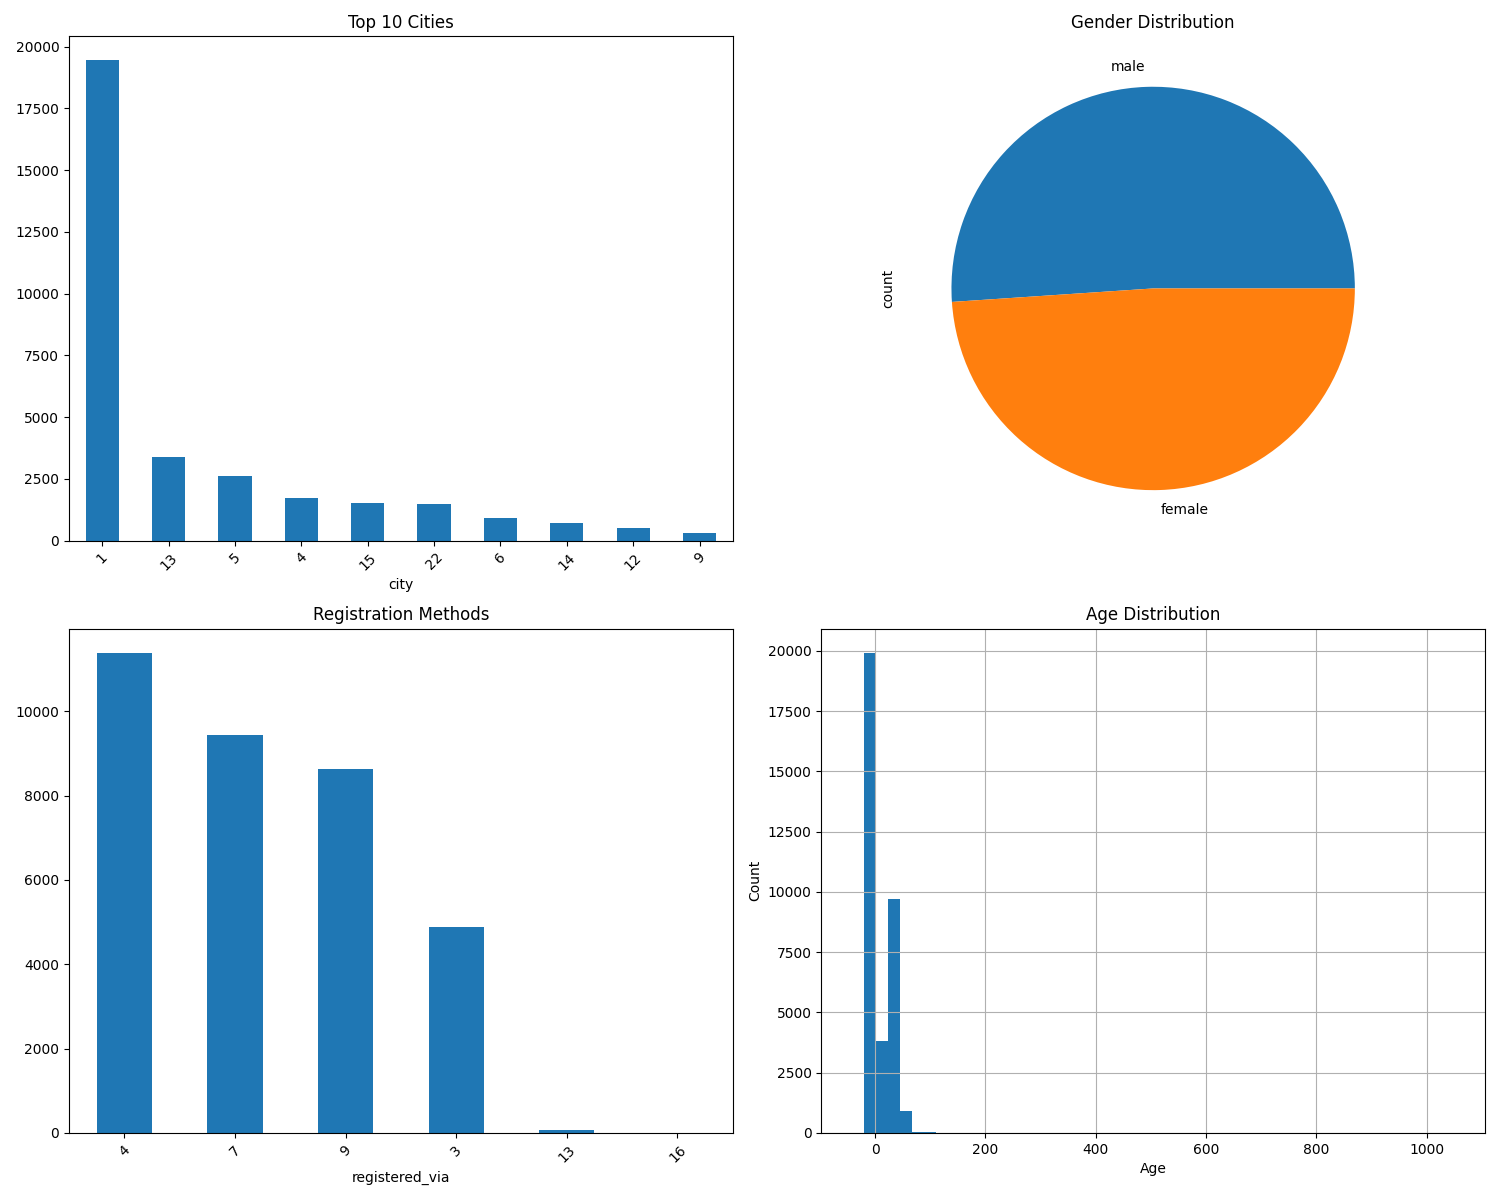 Top 10 Cities
20000
17500
15000
12500
10000
7500
5000
2500
0
1 13 5 4 15 22 6 14 12 9
city
Gender Distribution
male
count
female
Registration Methods
10000
8000
6000
4000
2000
0
4 7 9 3 13 16
registered_via
Age Distribution
20000
17500
15000
12500
10000
7500
5000
2500
0
Count
0 200 400 600 800 1000
Age